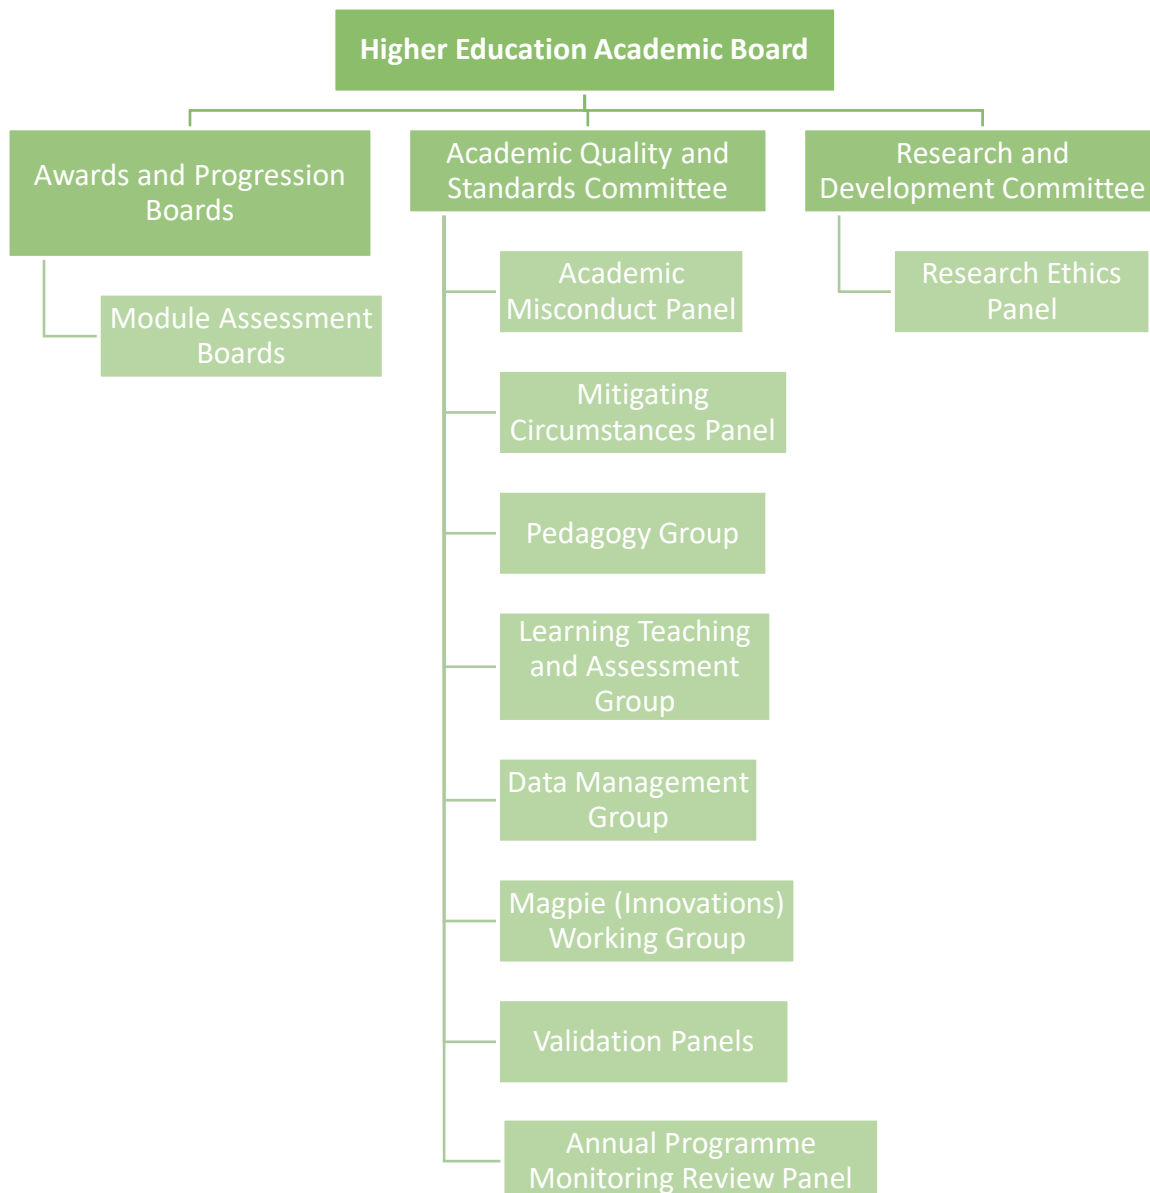 Higher Education Academic Board
Awards and Progression
Boards
Module Assessment
Boards
Academic Quality and
Standards Committee
Academic
Misconduct Panel
Mitigating
Circumstances Panel
Pedagogy Group
Learning Teaching
and Assessment
Group
Data Management
Group
Magpie (Innovations)
Working Group
Validation Panels
Annual Programme
Monitoring Review Panel
Research and
Development Committee
Research Ethics
Panel